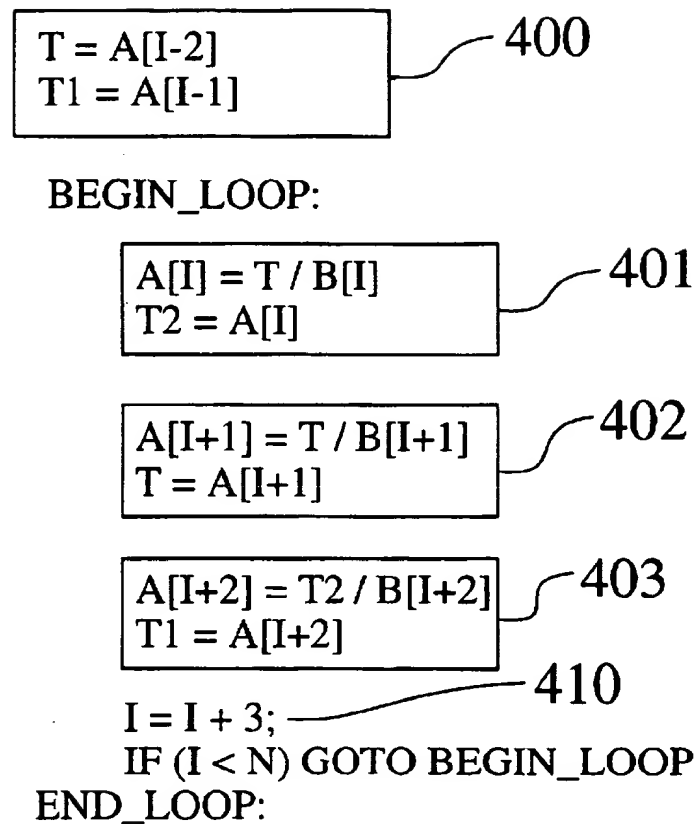 T = A[I-2]
T1 = A[I-1]
400
BEGIN_LOOP:
A[I] = T / B[I]
T2 = A[I]
401
A[I+1] = T / B[I+1]
T = A[I+1]
402
A[I+2] = T2 / B[I+2]
T1 = A[I+2]
403
410
I = I + 3;
IF (I < N) GOTO BEGIN_LOOP
END_LOOP: